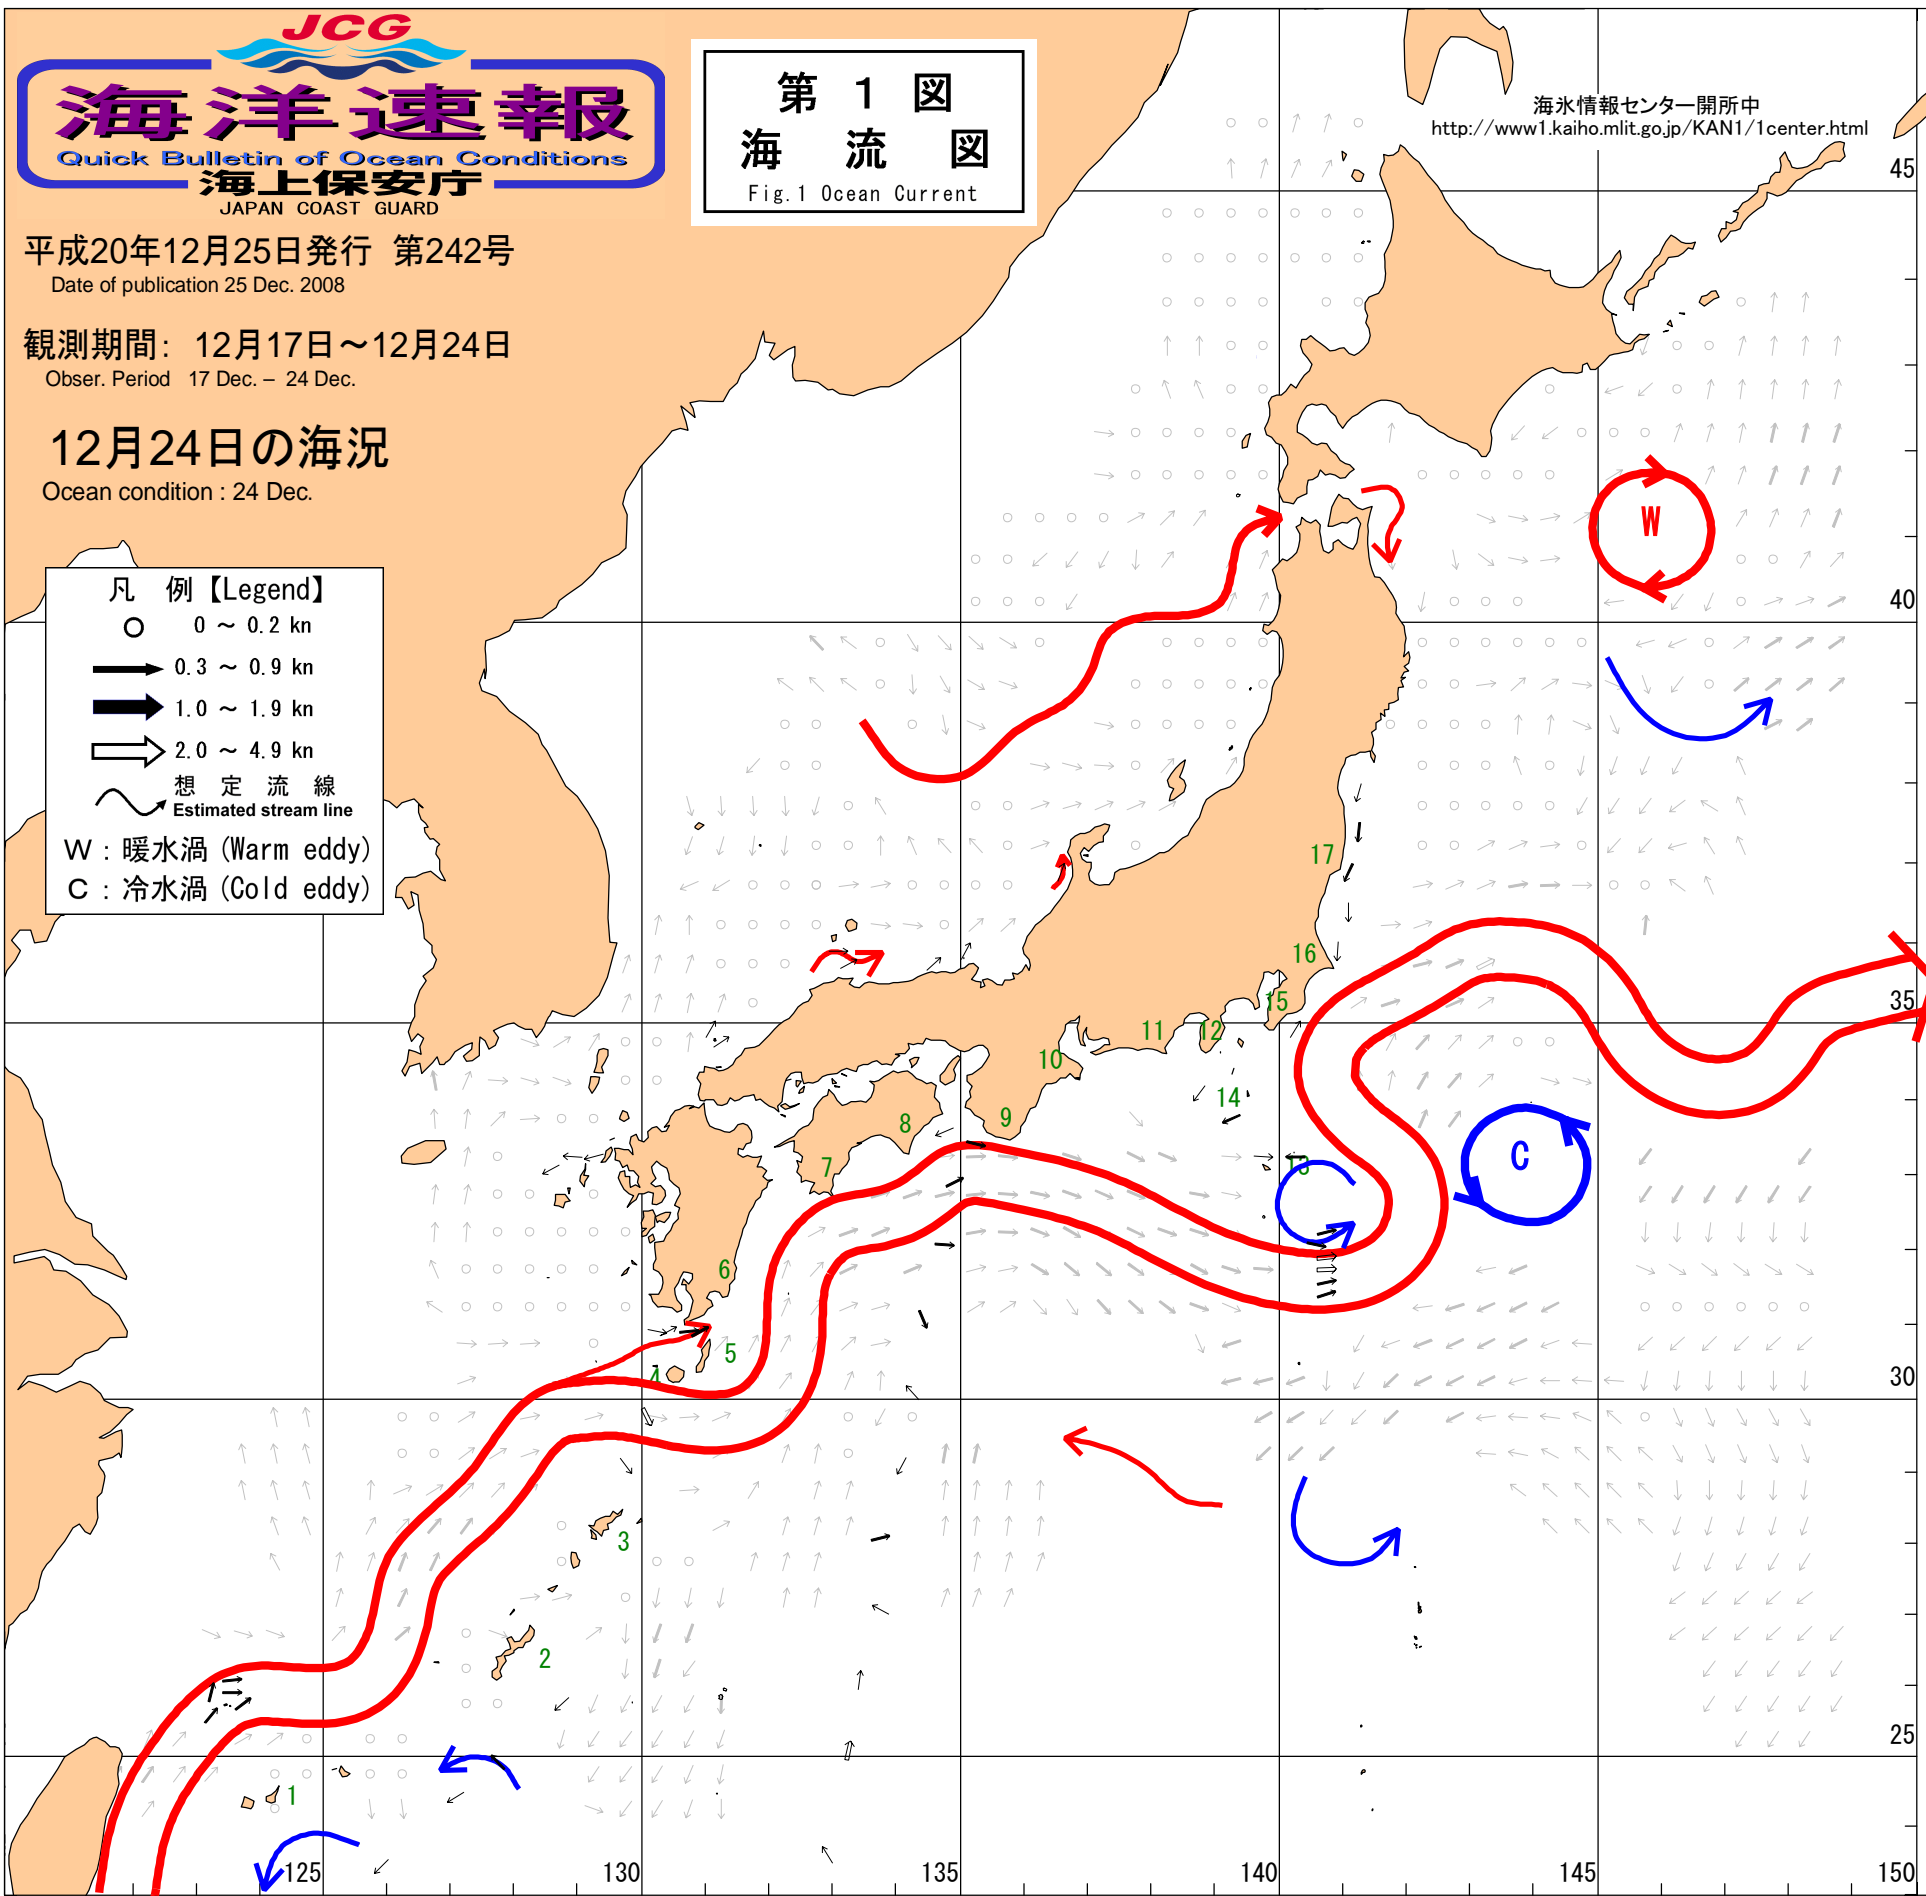 JCG
海洋速報
Quick Bulletin of Ocean Conditions
海上保安庁
JAPAN COAST GUARD
平成20年12月25日発行 第242号
Date of publication 25 Dec. 2008
観測期間: 12月17日～12月24日
Obser. Period 17 Dec. – 24 Dec.
12月24日の海況
Ocean condition : 24 Dec.
第 1 図
海 流 図
Fig.1 Ocean Current
海氷情報センター開所中
http://www1.kaiho.mlit.go.jp/KAN1/1center.html
凡 例【Legend】
0 ～ 0.2 kn
0.3 ～ 0.9 kn
1.0 ～ 1.9 kn
2.0 ～ 4.9 kn
想 定 流 線
Estimated stream line
W : 暖水渦 (Warm eddy)
C : 冷水渦 (Cold eddy)
45
W
40
17
16
35
15
12
11
10
14
9
8
13
C
7
6
5
4
30
3
2
25
1
125
130
135
140
145
150